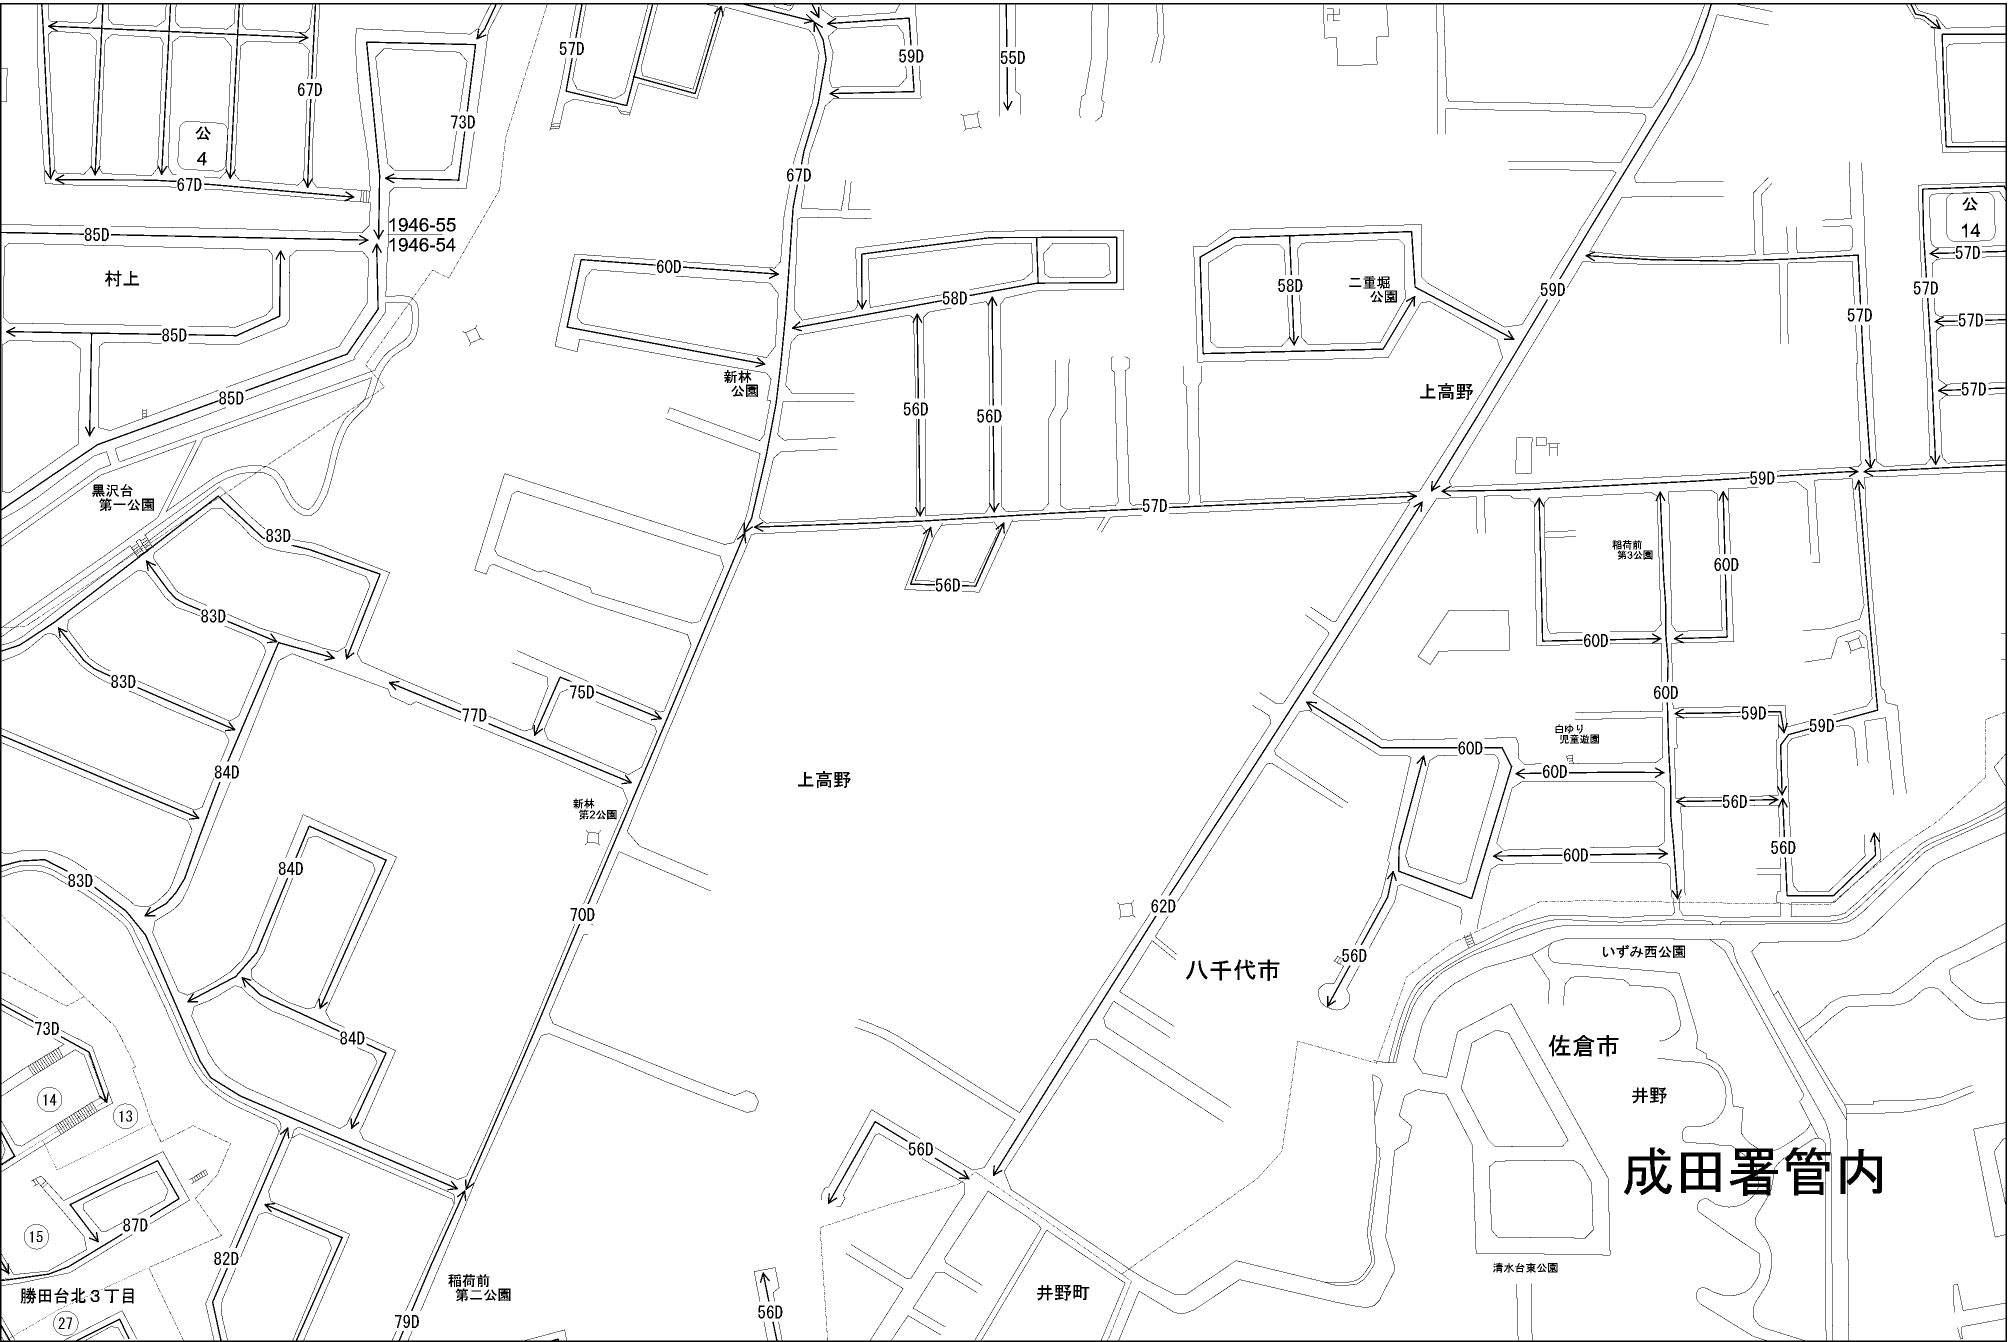 57D
59D
55D
67D
公
4
73D
67D
67D
1946-55
1946-54
85D
村上
85D
85D
60D
58D
58D
二重堀
公園
59D
57D
公
14
57D
57D
57D
57D
新林
公園
56D
56D
上高野
黒沢台
第一公園
57D
59D
83D
83D
83D
56D
稲荷前
第3公園
60D
60D
60D
75D
77D
59D
59D
白ゆり
児童遊園
60D
60D
84D
上高野
新林
第2公園
56D
56D
60D
83D
84D
70D
62D
56D
八千代市
いずみ西公園
73D
84D
佐倉市
井野
14
13
56D
成田署管内
15
87D
82D
清水台東公園
勝田台北3丁目
27
稲荷前
第二公園
79D
56D
井野町